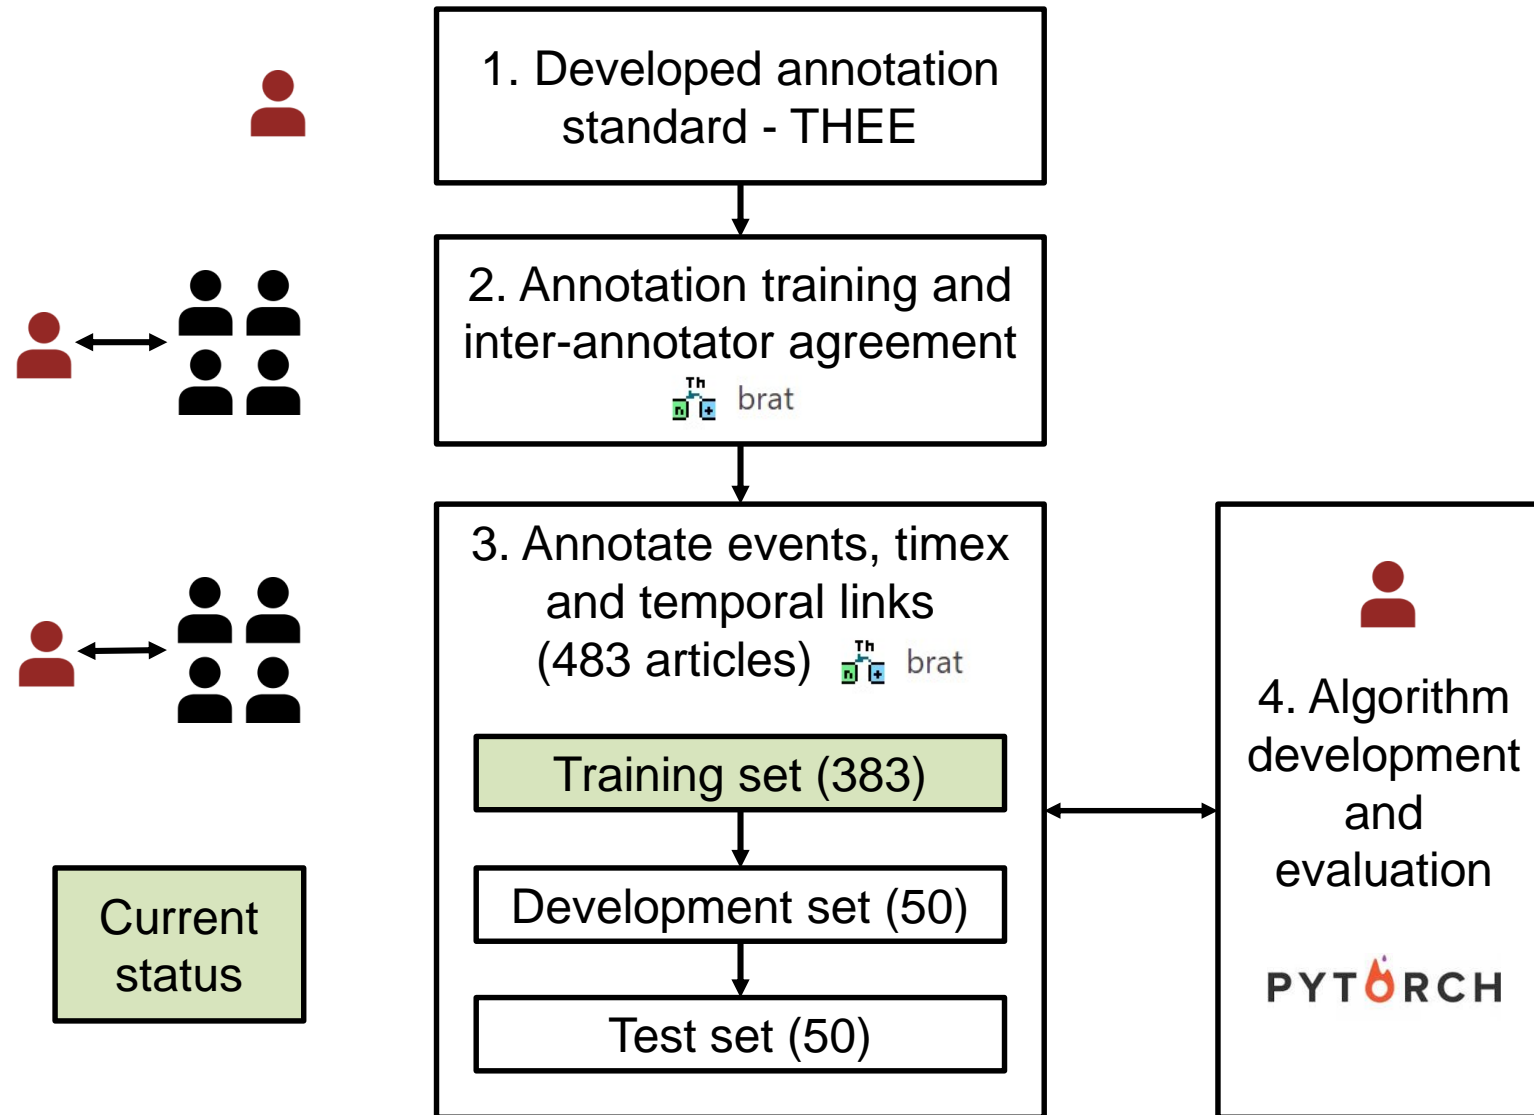 1. Developed annotation
standard - THEE
2. Annotation training and
inter-annotator agreement
Th
n + brat
3. Annotate events, timex
and temporal links
(483 articles)
Th
n + brat
Training set (383)
Development set (50)
Test set (50)
Current
status
4. Algorithm
development
and
evaluation
PYTORCH